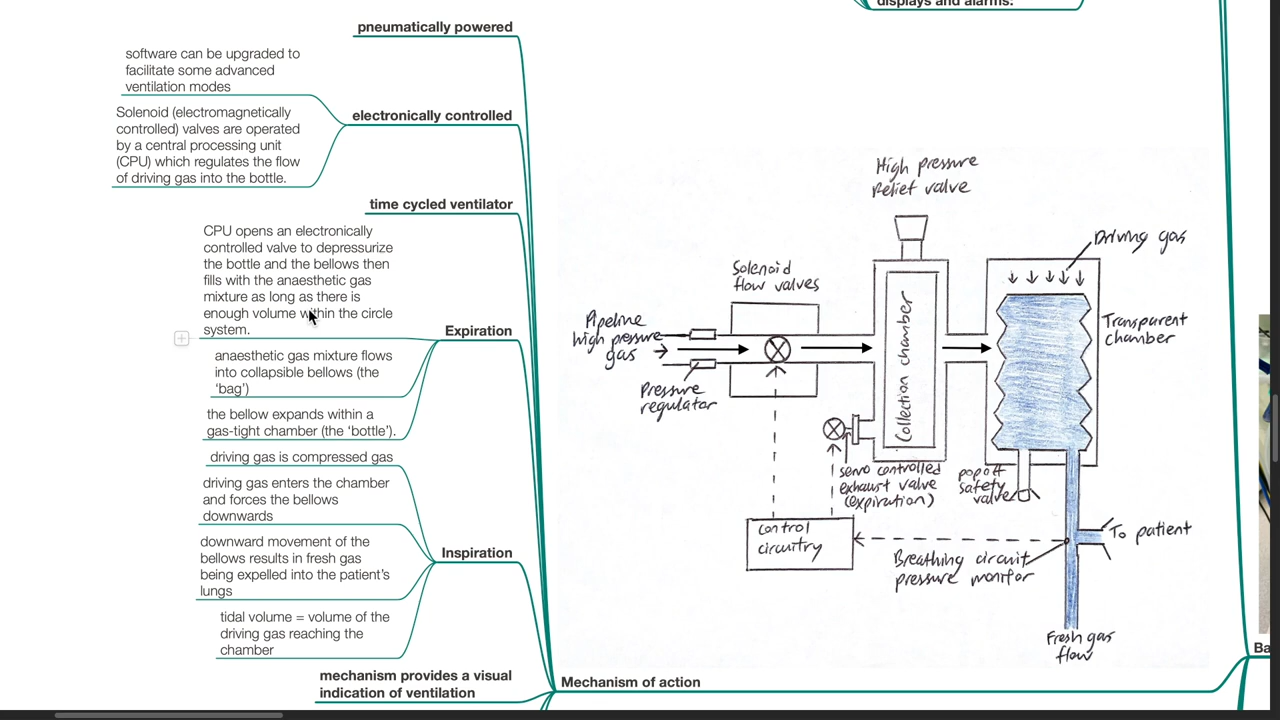 displays and alarms.
pneumatically powered
software can be upgraded to
facilitate some advanced
ventilation modes
electronically controlled
Solenoid (electromagnetically
controlled) valves are operated
by a central processing unit
(CPU) which regulates the flow
of driving gas into the bottle.
time cycled ventilator
CPU opens an electronically
controlled valve to depressurize
the bottle and the bellows then
fills with the anaesthetic gas
mixture as long as there is
enough volume within the circle
system.
Expiration
anaesthetic gas mixture flows
into collapsible bellows (the
‘bag’)
the bellow expands within a
gas-tight chamber (the ‘bottle’).
driving gas is compressed gas
driving gas enters the chamber
and forces the bellows
downwards
Inspiration
downward movement of the
bellows results in fresh gas
being expelled into the patient’s
lungs
tidal volume = volume of the
driving gas reaching the
chamber
mechanism provides a visual
indication of ventilation
Mechanism of action
High pressure
relief valve
Driving gas
Solenoid
flow valves
Pipeline
high pressure
gas
Pressure
regulator
Collection chamber
Transparent
chamber
servo controlled
exhaust valve
(expiration)
pop off
safety
valve
control
circuitry
To patient
Breathing circuit
pressure monitor
Fresh gas
flow
Ba